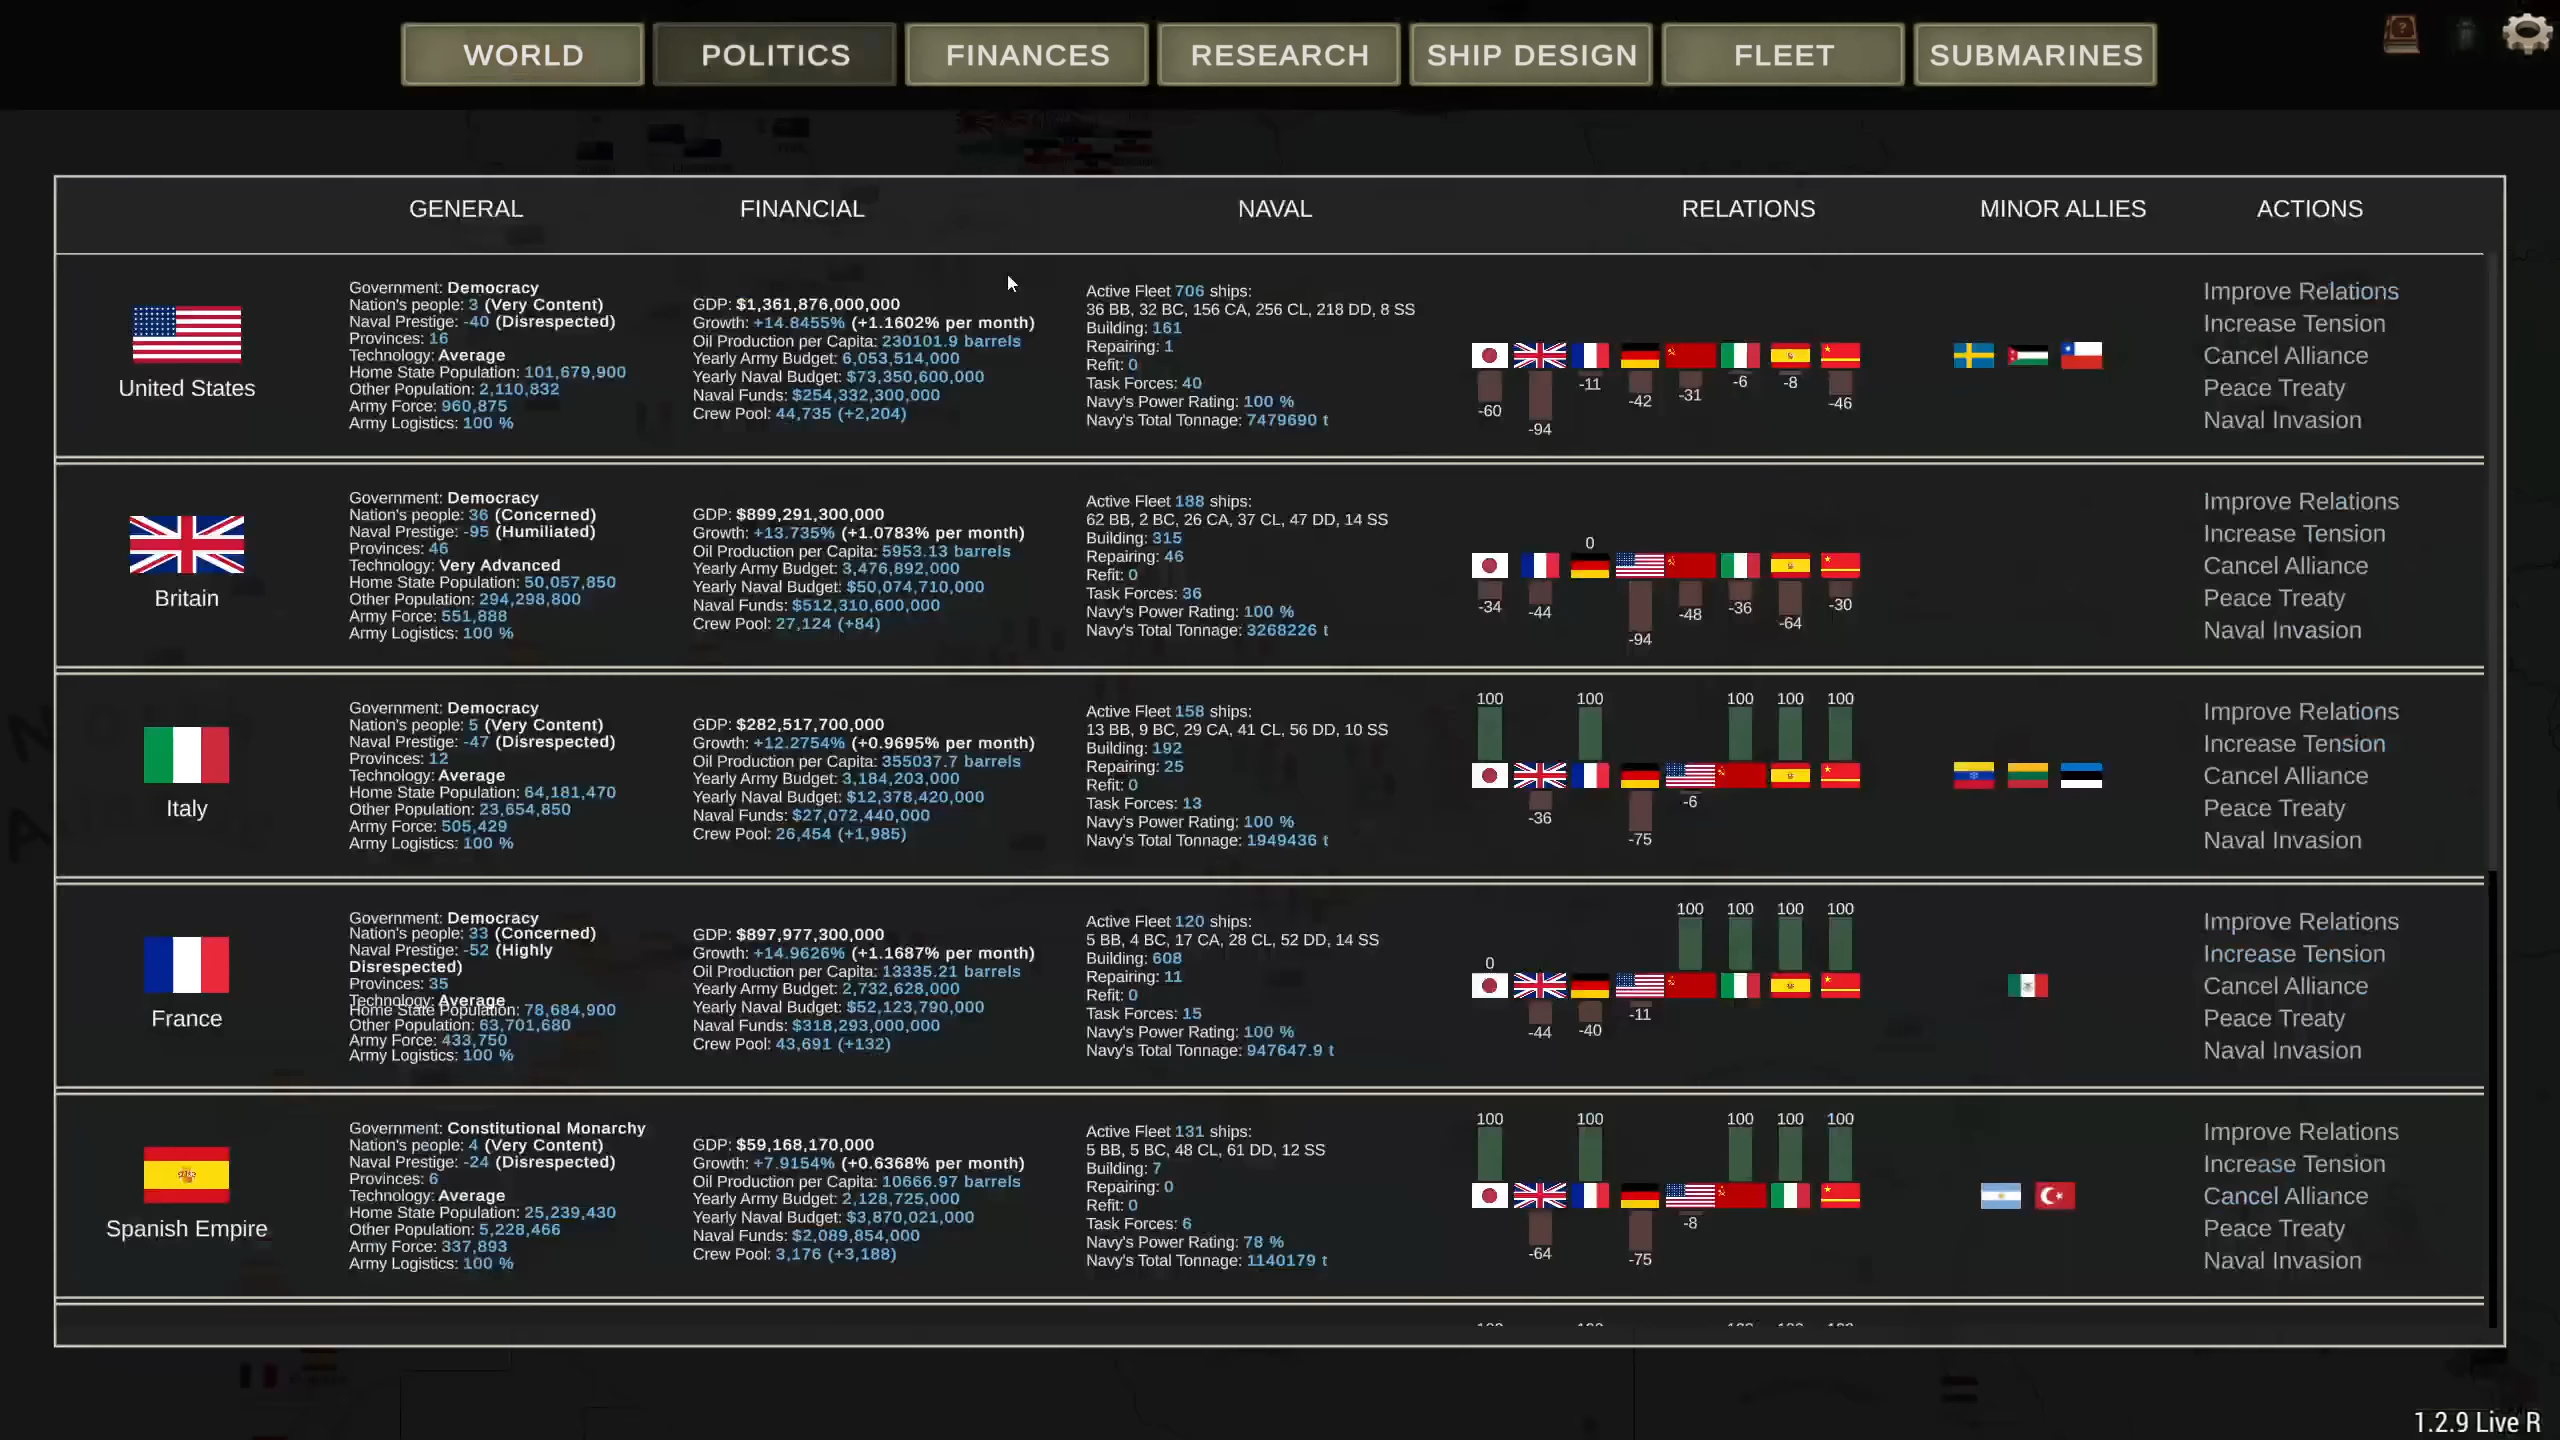 WORLD
POLITICS
FINANCES
RESEARCH
SHIP DESIGN
FLEET
SUBMARINES
GENERAL
FINANCIAL
NAVAL
RELATIONS
MINOR ALLIES
ACTIONS
United States
Government: Democracy
Nation's people: 3 (Very Content)
Naval Prestige: -40 (Disrespected)
Provinces: 16
Technology: Average
Home State Population: 101,679,900
Other Population: 2,110,832
Army Force: 960,875
Army Logistics: 100 %
GDP: $1,361,876,000,000
Growth: +14.8455% (+1.1602% per month)
Oil Production per Capita: 230101.9 barrels
Yearly Army Budget: 6,053,514,000
Yearly Naval Budget: $73,350,600,000
Naval Funds: $254,332,300,000
Crew Pool: 44,735 (+2,204)
Active Fleet 706 ships:
36 BB, 32 BC, 156 CA, 256 CL, 218 DD, 8 SS
Building: 161
Repairing: 1
Refit: 0
Task Forces: 40
Navy's Power Rating: 100 %
Navy's Total Tonnage: 7479690 t
-60
-94
-11
-42
-31
-6
-8
-46
Improve Relations
Increase Tension
Cancel Alliance
Peace Treaty
Naval Invasion
Britain
Government: Democracy
Nation's people: 36 (Concerned)
Naval Prestige: -95 (Humiliated)
Provinces: 46
Technology: Very Advanced
Home State Population: 50,057,850
Other Population: 294,298,800
Army Force: 551,888
Army Logistics: 100 %
GDP: $899,291,300,000
Growth: +13.735% (+1.0783% per month)
Oil Production per Capita: 5953.13 barrels
Yearly Army Budget: 3,476,892,000
Yearly Naval Budget: $50,074,710,000
Naval Funds: $512,310,600,000
Crew Pool: 27,124 (+84)
Active Fleet 188 ships:
62 BB, 2 BC, 26 CA, 37 CL, 47 DD, 14 SS
Building: 315
Repairing: 46
Refit: 0
Task Forces: 36
Navy's Power Rating: 100 %
Navy's Total Tonnage: 3268226 t
-34
-44
0
-94
-48
-36
-64
-30
Improve Relations
Increase Tension
Cancel Alliance
Peace Treaty
Naval Invasion
Italy
Government: Democracy
Nation's people: 5 (Very Content)
Naval Prestige: -47 (Disrespected)
Provinces: 12
Technology: Average
Home State Population: 64,181,470
Other Population: 23,654,850
Army Force: 505,429
Army Logistics: 100 %
GDP: $282,517,700,000
Growth: +12.2754% (+0.9695% per month)
Oil Production per Capita: 355037.7 barrels
Yearly Army Budget: 3,184,203,000
Yearly Naval Budget: $12,378,420,000
Naval Funds: $27,072,440,000
Crew Pool: 26,454 (+1,985)
Active Fleet 158 ships:
13 BB, 9 BC, 29 CA, 41 CL, 56 DD, 10 SS
Building: 192
Repairing: 25
Refit: 0
Task Forces: 13
Navy's Power Rating: 100 %
Navy's Total Tonnage: 1949436 t
100
-36
100
-75
-6
100
100
100
Improve Relations
Increase Tension
Cancel Alliance
Peace Treaty
Naval Invasion
France
Government: Democracy
Nation's people: 33 (Concerned)
Naval Prestige: -52 (Highly
Disrespected)
Provinces: 35
Technology: Average
Home State Population: 78,684,900
Other Population: 63,701,680
Army Force: 433,750
Army Logistics: 100 %
GDP: $897,977,300,000
Growth: +14.9626% (+1.1687% per month)
Oil Production per Capita: 13335.21 barrels
Yearly Army Budget: 2,732,628,000
Yearly Naval Budget: $52,123,790,000
Naval Funds: $318,293,000,000
Crew Pool: 43,691 (+132)
Active Fleet 120 ships:
5 BB, 4 BC, 17 CA, 28 CL, 52 DD, 14 SS
Building: 608
Repairing: 11
Refit: 0
Task Forces: 15
Navy's Power Rating: 100 %
Navy's Total Tonnage: 947647.9 t
0
-44
-40
-11
100
100
100
100
Improve Relations
Increase Tension
Cancel Alliance
Peace Treaty
Naval Invasion
Spanish Empire
Government: Constitutional Monarchy
Nation's people: 4 (Very Content)
Naval Prestige: -24 (Disrespected)
Provinces: 6
Technology: Average
Home State Population: 25,239,430
Other Population: 5,228,466
Army Force: 337,893
Army Logistics: 100 %
GDP: $59,168,170,000
Growth: +7.9154% (+0.6368% per month)
Oil Production per Capita: 10666.97 barrels
Yearly Army Budget: 2,128,725,000
Yearly Naval Budget: $3,870,021,000
Naval Funds: $2,089,854,000
Crew Pool: 3,176 (+3,188)
Active Fleet 131 ships:
5 BB, 5 BC, 48 CL, 61 DD, 12 SS
Building: 7
Repairing: 0
Refit: 0
Task Forces: 6
Navy's Power Rating: 78 %
Navy's Total Tonnage: 1140179 t
100
-64
100
-75
-8
100
100
100
Improve Relations
Increase Tension
Cancel Alliance
Peace Treaty
Naval Invasion
1.2.9 Live R